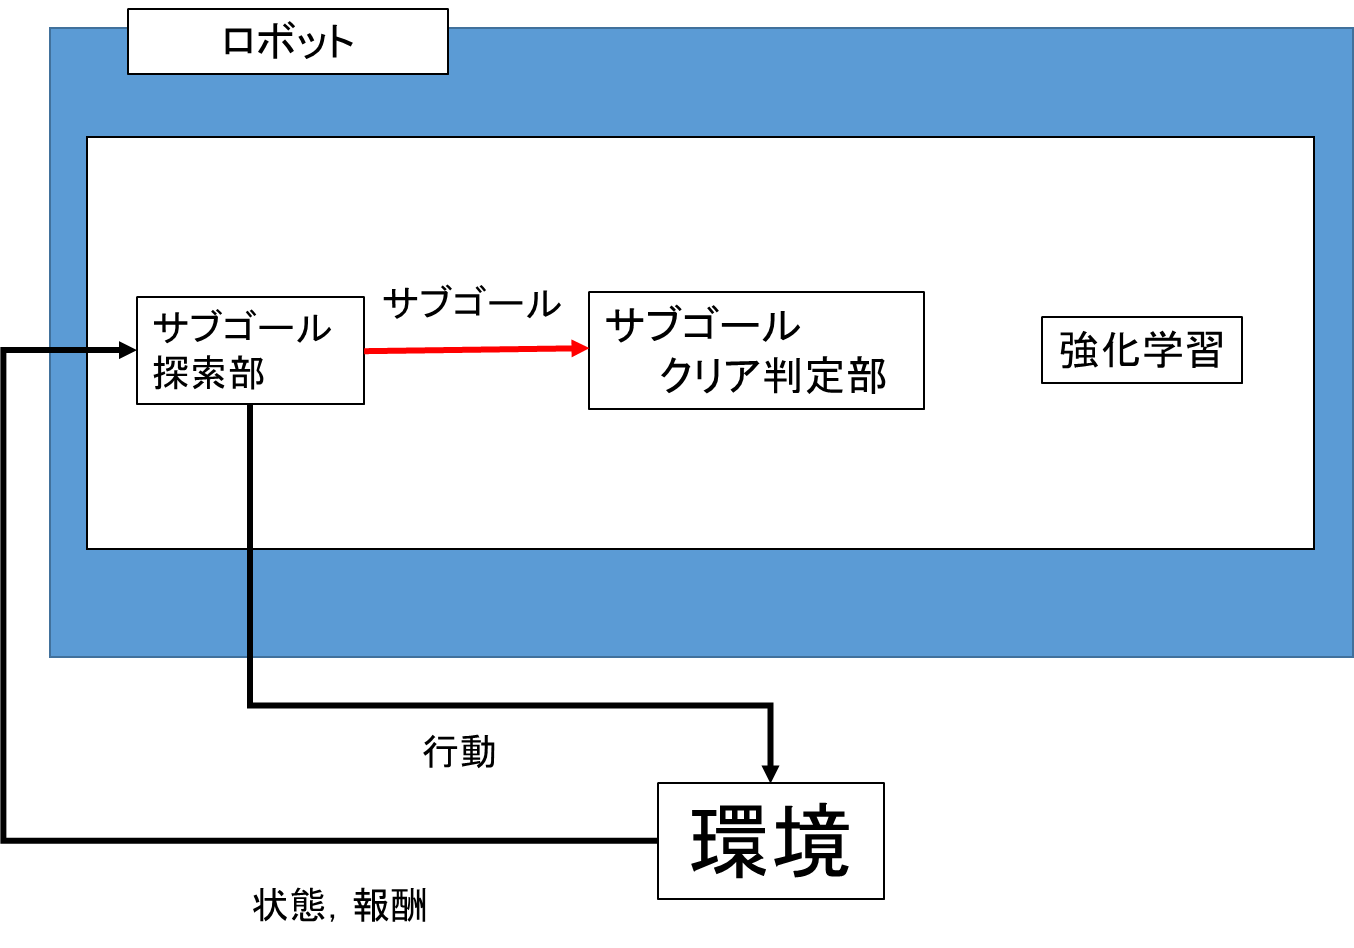 ロボット
サブゴール
サブゴール
探索部
サブゴール
クリア判定部
強化学習
行動
環境
状態, 報酬